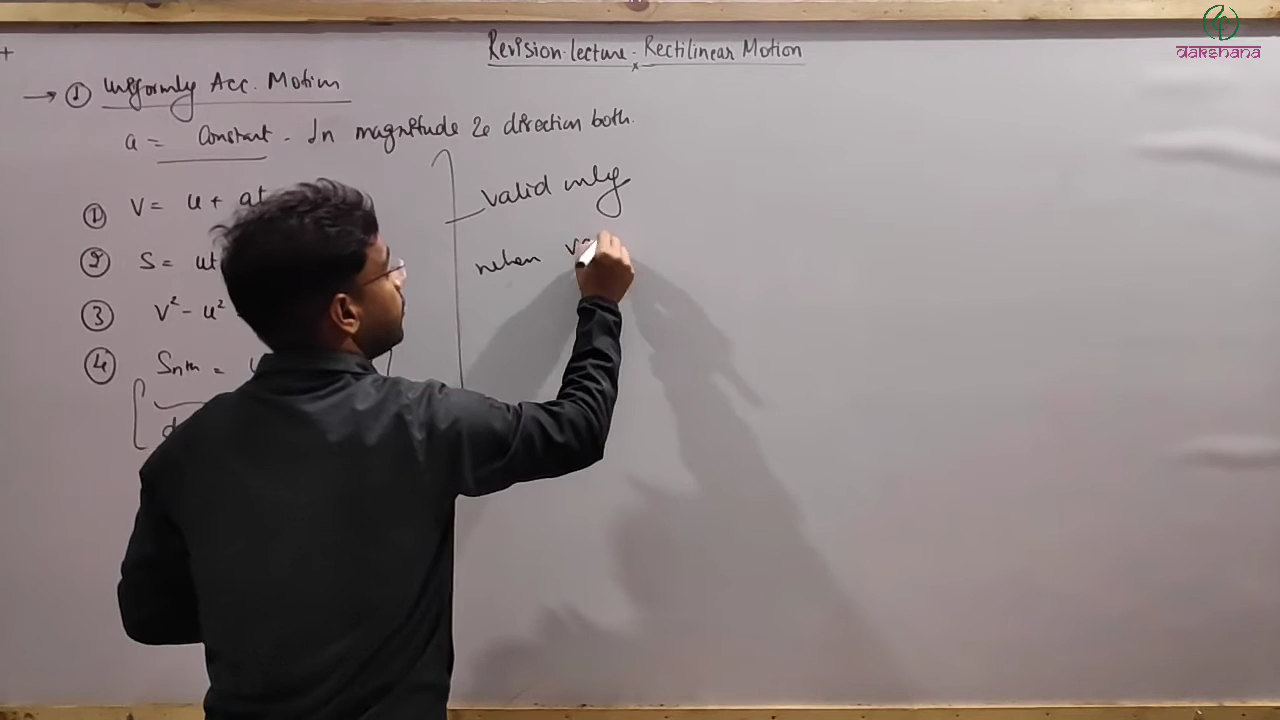 Revision lecture - Rectilinear Motion
dakshana
→ ① Uniformly Acc. Motion
a = Constant - In magnitude & direction both.
① V = u + at
② S = ut
③ V² - u²
④ Snth =
valid only
when